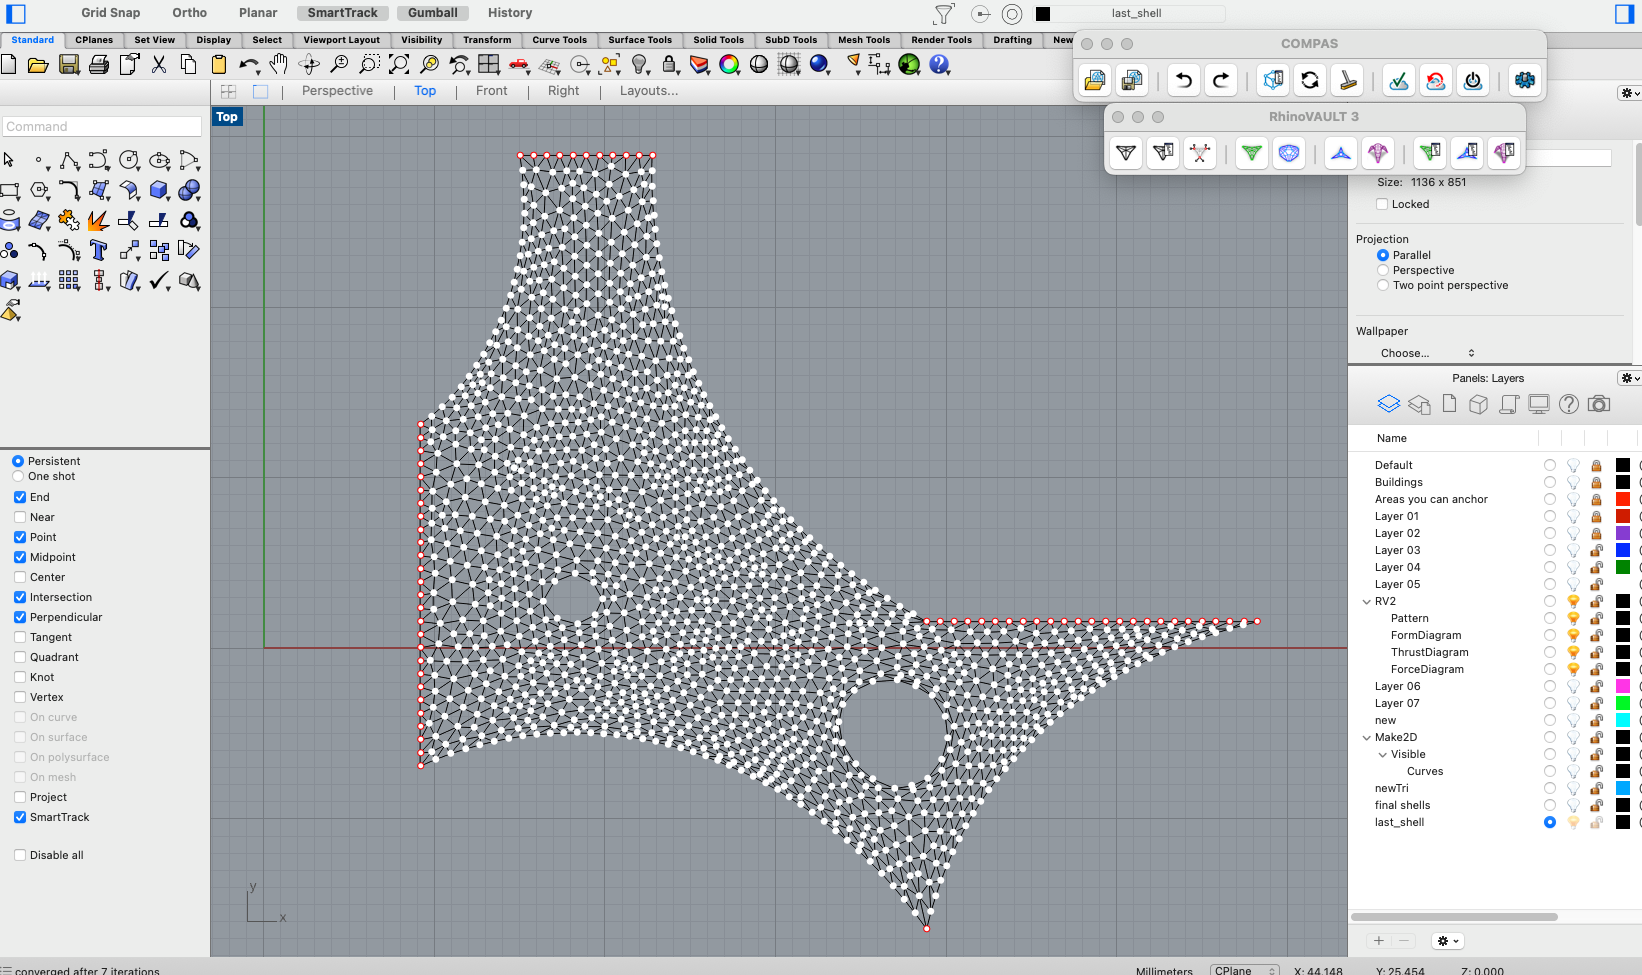 Grid Snap Ortho Planar SmartTrack Gumball History last_shell
Standard CPlanes Set View Display Select Viewport Layout Visibility Transform Curve Tools Surface Tools Solid Tools SubD Tools Mesh Tools Render Tools Drafting New
COMPAS
Perspective Top Front Right Layouts...
RhinoVAULT 3
Top
Command
Size: 1136 x 851
Locked
Projection
Parallel
Perspective
Two point perspective
Wallpaper
Choose...
Panels: Layers
Name
Default
Buildings
Areas you can anchor
Layer 01
Layer 02
Layer 03
Layer 04
Layer 05
RV2
Pattern
FormDiagram
ThrustDiagram
ForceDiagram
Layer 06
Layer 07
new
Make2D
Visible
Curves
newTri
final shells
last_shell
Persistent
One shot
End
Near
Point
Midpoint
Center
Intersection
Perpendicular
Tangent
Quadrant
Knot
Vertex
On curve
On surface
On polysurface
On mesh
Project
SmartTrack
Disable all
y
x
converged after 7 iterations
Millimeters CPlane X: 44.148 Y: 25.454 Z: 0.000